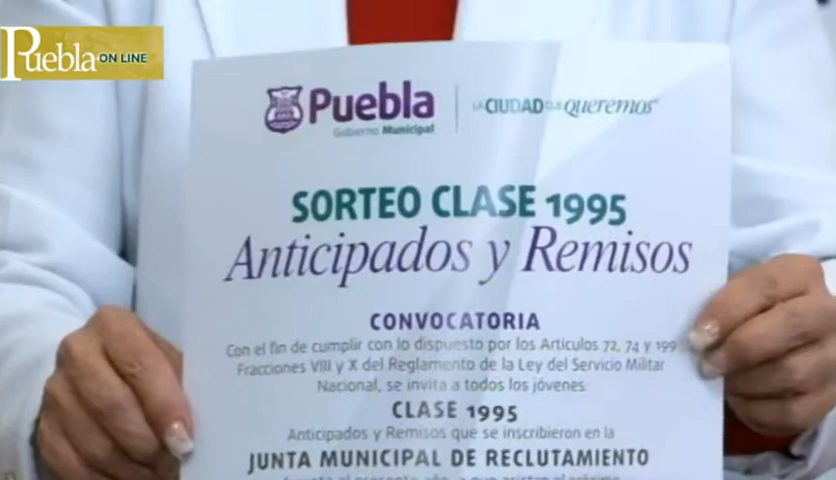 Puebla ON LINE
Puebla
Gobierno Municipal
LA CIUDAD QUE queremos
SORTEO CLASE 1995
Anticipados y Remisos
CONVOCATORIA
Con el fin de cumplir con lo dispuesto por los Artículos 72, 74 y 199
Fracciones VIII y X del Reglamento de la Ley del Servicio Militar
Nacional, se invita a todos los jóvenes:
CLASE 1995
Anticipados y Remisos que se inscribieron en la
JUNTA MUNICIPAL DE RECLUTAMIENTO